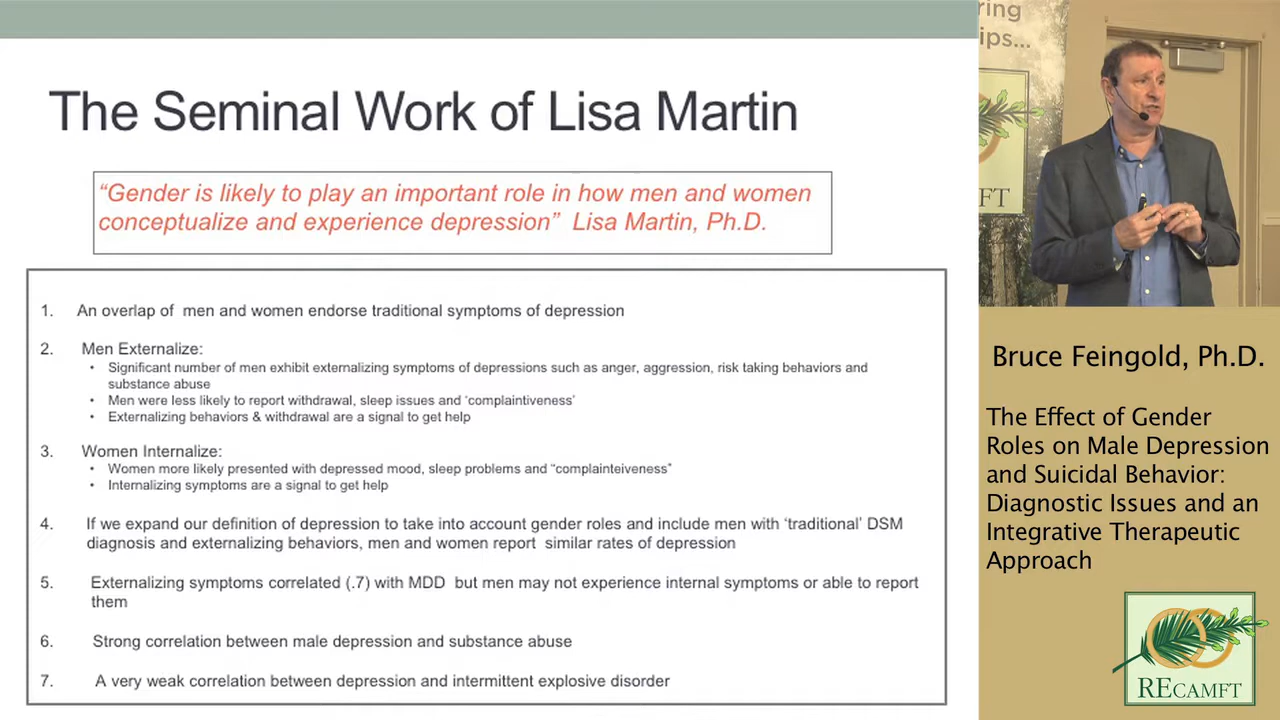 The Seminal Work of Lisa Martin
“Gender is likely to play an important role in how men and women
conceptualize and experience depression” Lisa Martin, Ph.D.
1. An overlap of men and women endorse traditional symptoms of depression
2. Men Externalize:
• Significant number of men exhibit externalizing symptoms of depressions such as anger, aggression, risk taking behaviors and
substance abuse
• Men were less likely to report withdrawal, sleep issues and ‘complaintiveness’
• Externalizing behaviors & withdrawal are a signal to get help
3. Women Internalize:
• Women more likely presented with depressed mood, sleep problems and “complainteiveness”
• Internalizing symptoms are a signal to get help
4. If we expand our definition of depression to take into account gender roles and include men with ‘traditional’ DSM
diagnosis and externalizing behaviors, men and women report similar rates of depression
5. Externalizing symptoms correlated (.7) with MDD but men may not experience internal symptoms or able to report
them
6. Strong correlation between male depression and substance abuse
7. A very weak correlation between depression and intermittent explosive disorder
ring
ips...
FT
Bruce Feingold, Ph.D.
The Effect of Gender
Roles on Male Depression
and Suicidal Behavior:
Diagnostic Issues and an
Integrative Therapeutic
Approach
RECAMFT